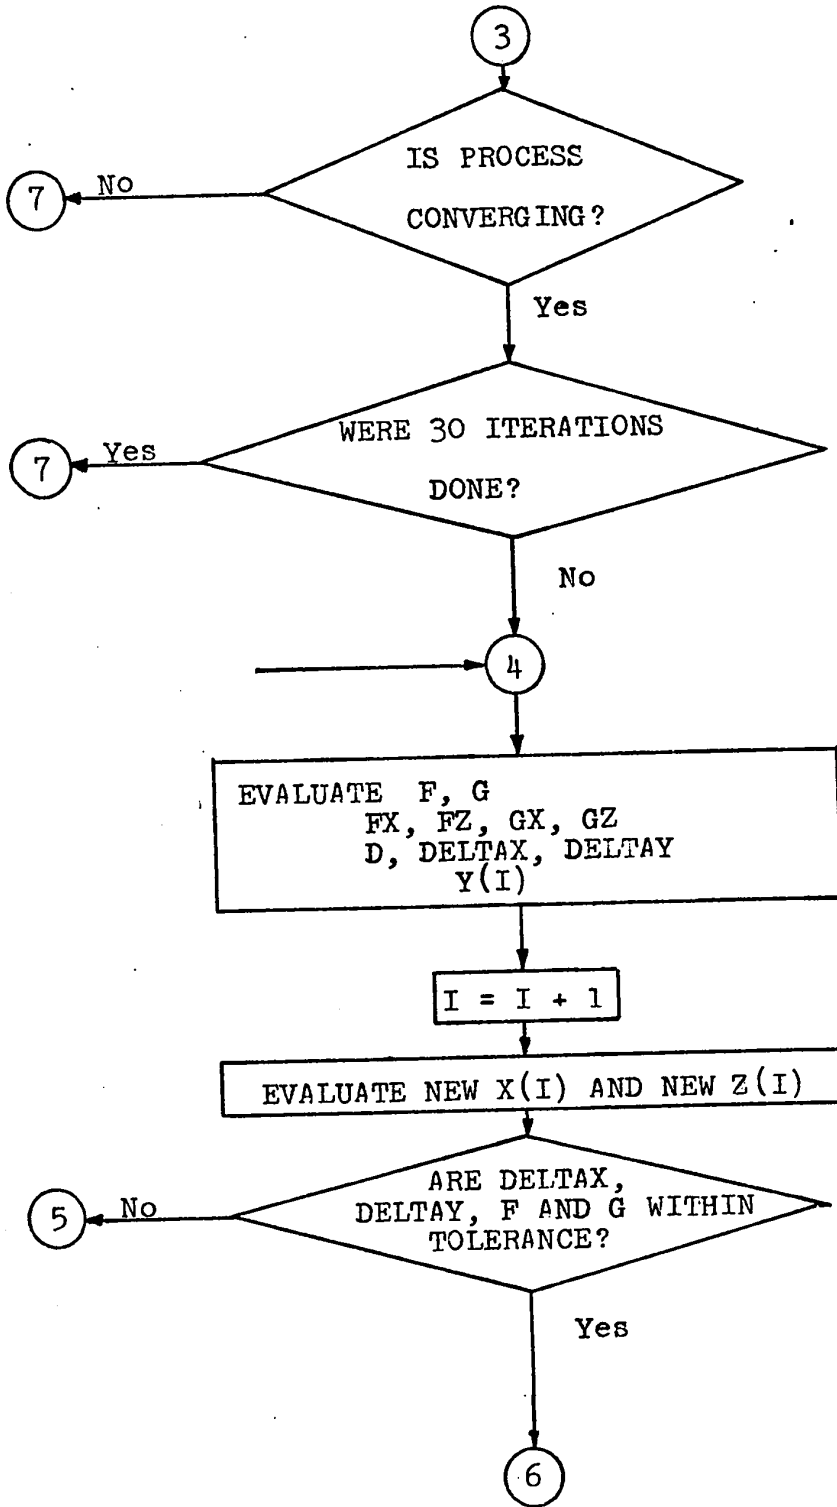 3
IS PROCESS
CONVERGING?
7
No
Yes
WERE 30 ITERATIONS
DONE?
7
Yes
No
4
EVALUATE F, G
FX, FZ, GX, GZ
D, DELTAX, DELTAY
Y(I)
I = I + 1
EVALUATE NEW X(I) AND NEW Z(I)
ARE DELTAX,
DELTAY, F AND G WITHIN
TOLERANCE?
5
No
Yes
6